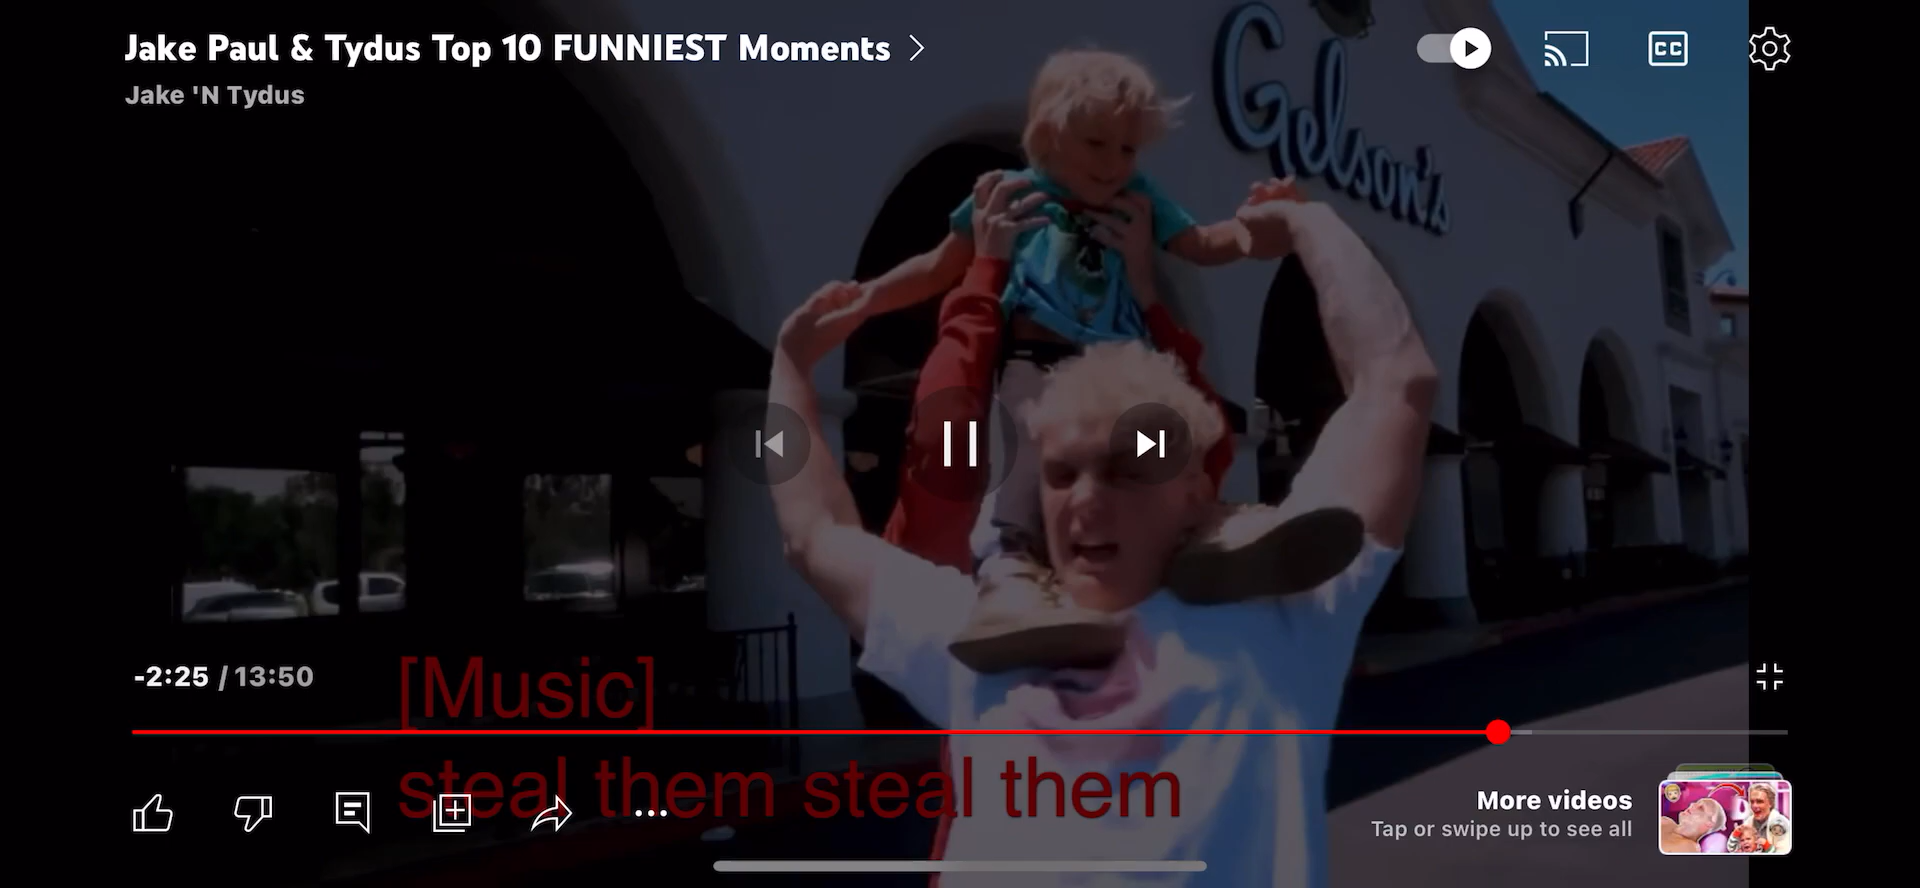 Jake Paul & Tydus Top 10 FUNNIEST Moments
Jake 'N Tydus
CC
Gelson's
-2:25 / 13:50
[Music]
steal them steal them
More videos
Tap or swipe up to see all